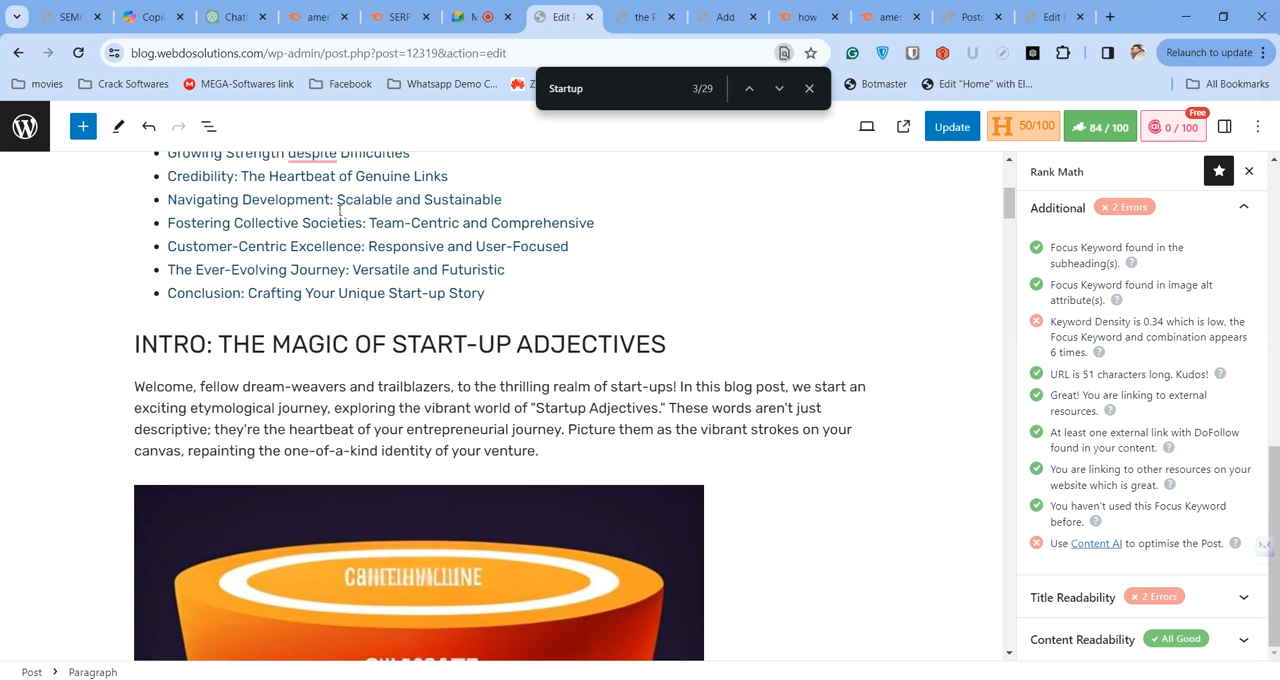 SEMr
Copil
Chat
amer
SERP
M
Edit F
the P
Add
how
amer
Posts
Edit
blog.webdosolutions.com/wp-admin/post.php?post=12319&action=edit
Relaunch to update
movies
Crack Softwares
MEGA-Softwares link
Facebook
Whatsapp Demo C...
Z
Botmaster
Edit "Home" with El...
All Bookmarks
Startup
3/29
Update
H 50/100
84 / 100
0 / 100
Free
Growing Strength despite Difficulties
Credibility: The Heartbeat of Genuine Links
Navigating Development: Scalable and Sustainable
Fostering Collective Societies: Team-Centric and Comprehensive
Customer-Centric Excellence: Responsive and User-Focused
The Ever-Evolving Journey: Versatile and Futuristic
Conclusion: Crafting Your Unique Start-up Story
INTRO: THE MAGIC OF START-UP ADJECTIVES
Welcome, fellow dream-weavers and trailblazers, to the thrilling realm of start-ups! In this blog post, we start an
exciting etymological journey, exploring the vibrant world of "Startup Adjectives." These words aren't just
descriptive; they're the heartbeat of your entrepreneurial journey. Picture them as the vibrant strokes on your
canvas, repainting the one-of-a-kind identity of your venture.
Rank Math
Additional
× 2 Errors
Focus Keyword found in the
subheading(s).
Focus Keyword found in image alt
attribute(s).
Keyword Density is 0.34 which is low, the
Focus Keyword and combination appears
6 times.
URL is 51 characters long. Kudos!
Great! You are linking to external
resources.
At least one external link with DoFollow
found in your content.
You are linking to other resources on your
website which is great.
You haven't used this Focus Keyword
before.
Use Content AI to optimise the Post.
Title Readability
× 2 Errors
Content Readability
All Good
Post
Paragraph